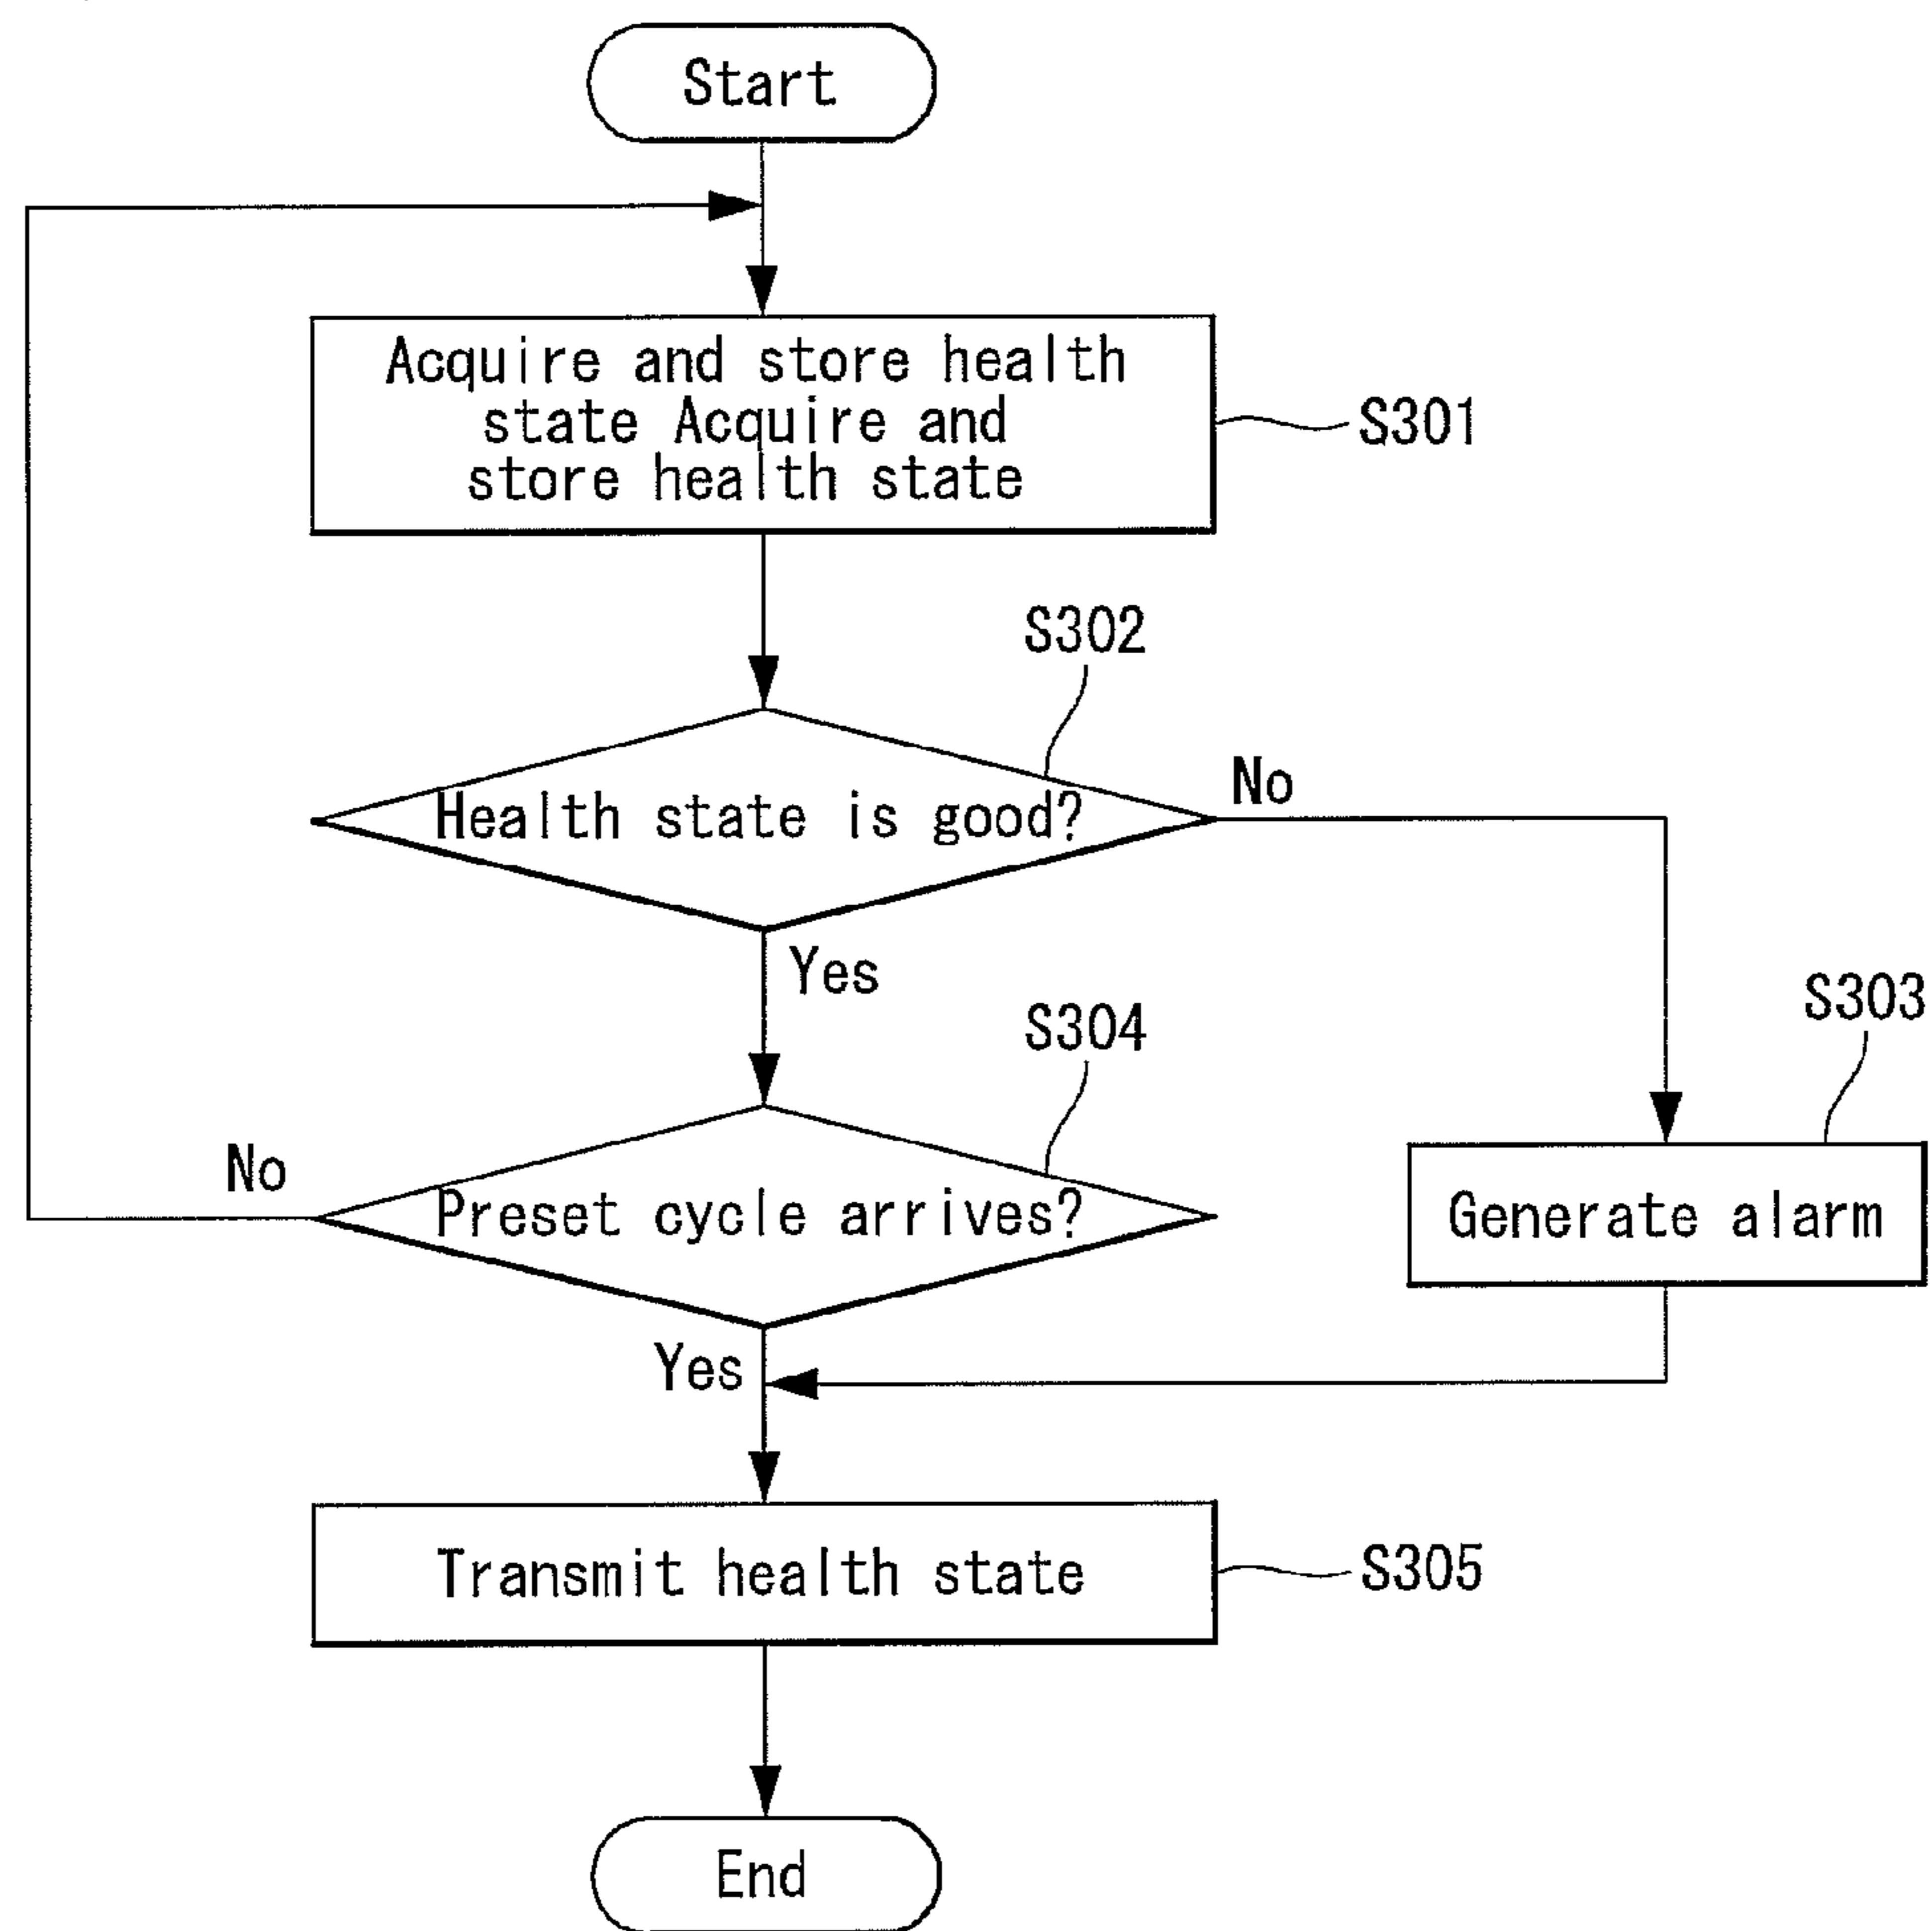 Start
Acquire and store health
state Acquire and
store health state
S301
S302
Health state is good?
No
Yes
S303
S304
No
Preset cycle arrives?
Generate alarm
Yes
Transmit health state
S305
End